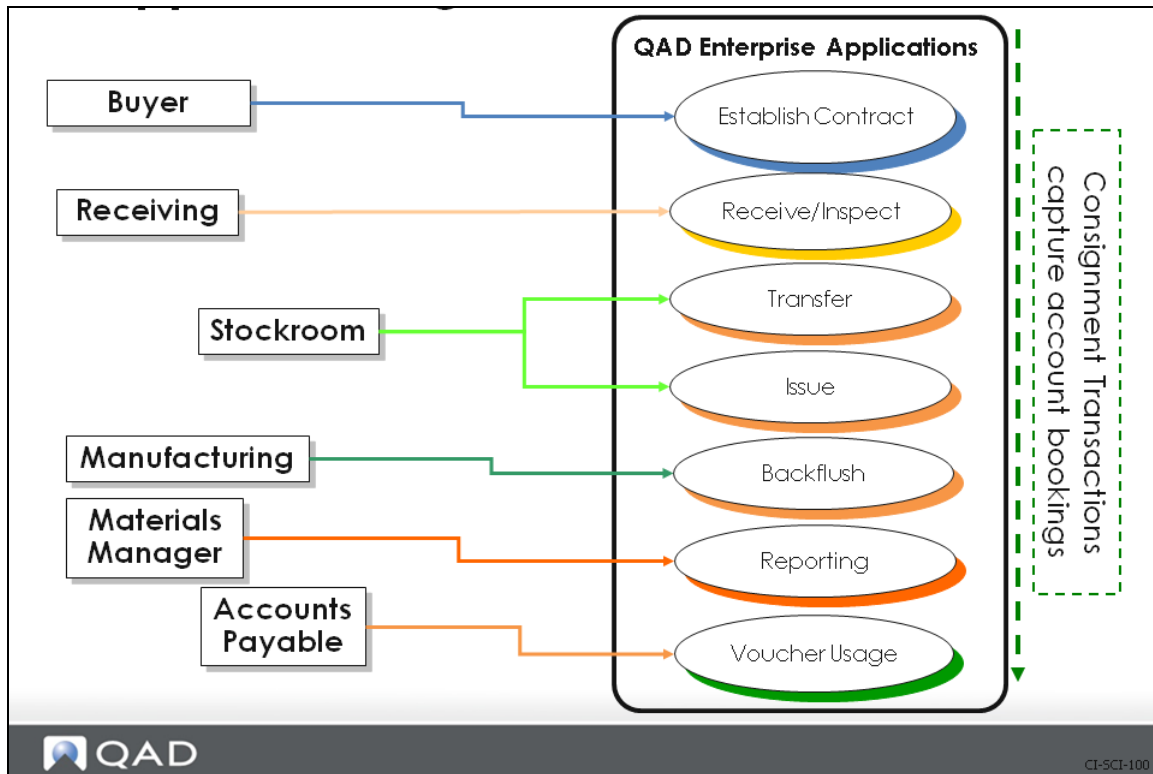 QAD Enterprise Applications
Buyer
Establish Contract
Receiving
Receive/Inspect
Transfer
Stockroom
Issue
Manufacturing
Backflush
Materials
Manager
Reporting
Accounts
Payable
Voucher Usage
Consignment Transactions
capture account bookings
QAD
CI-SCI-100